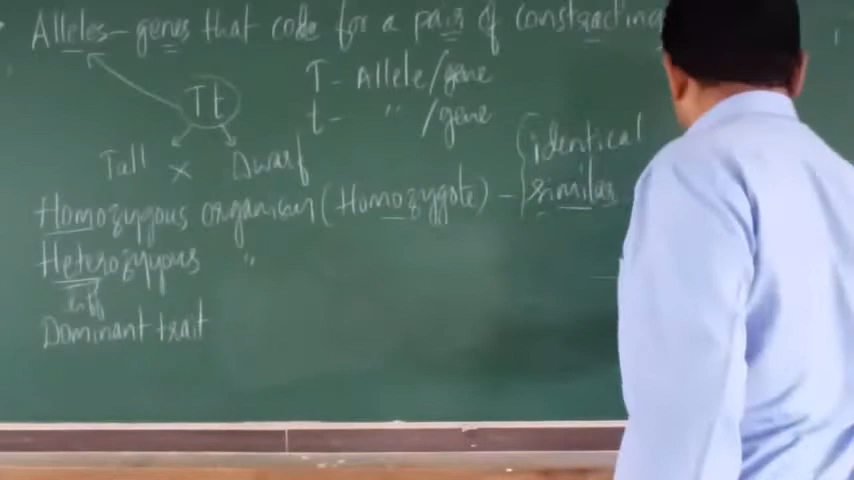 Alleles - genes that code for a pair of constracting
Tt
T - Allele/gene
t - " /gene
Tall × Dwarf
Homozygous organism (Homozygote) - { identical
similar
Heterozygous "
diff
Dominant trait